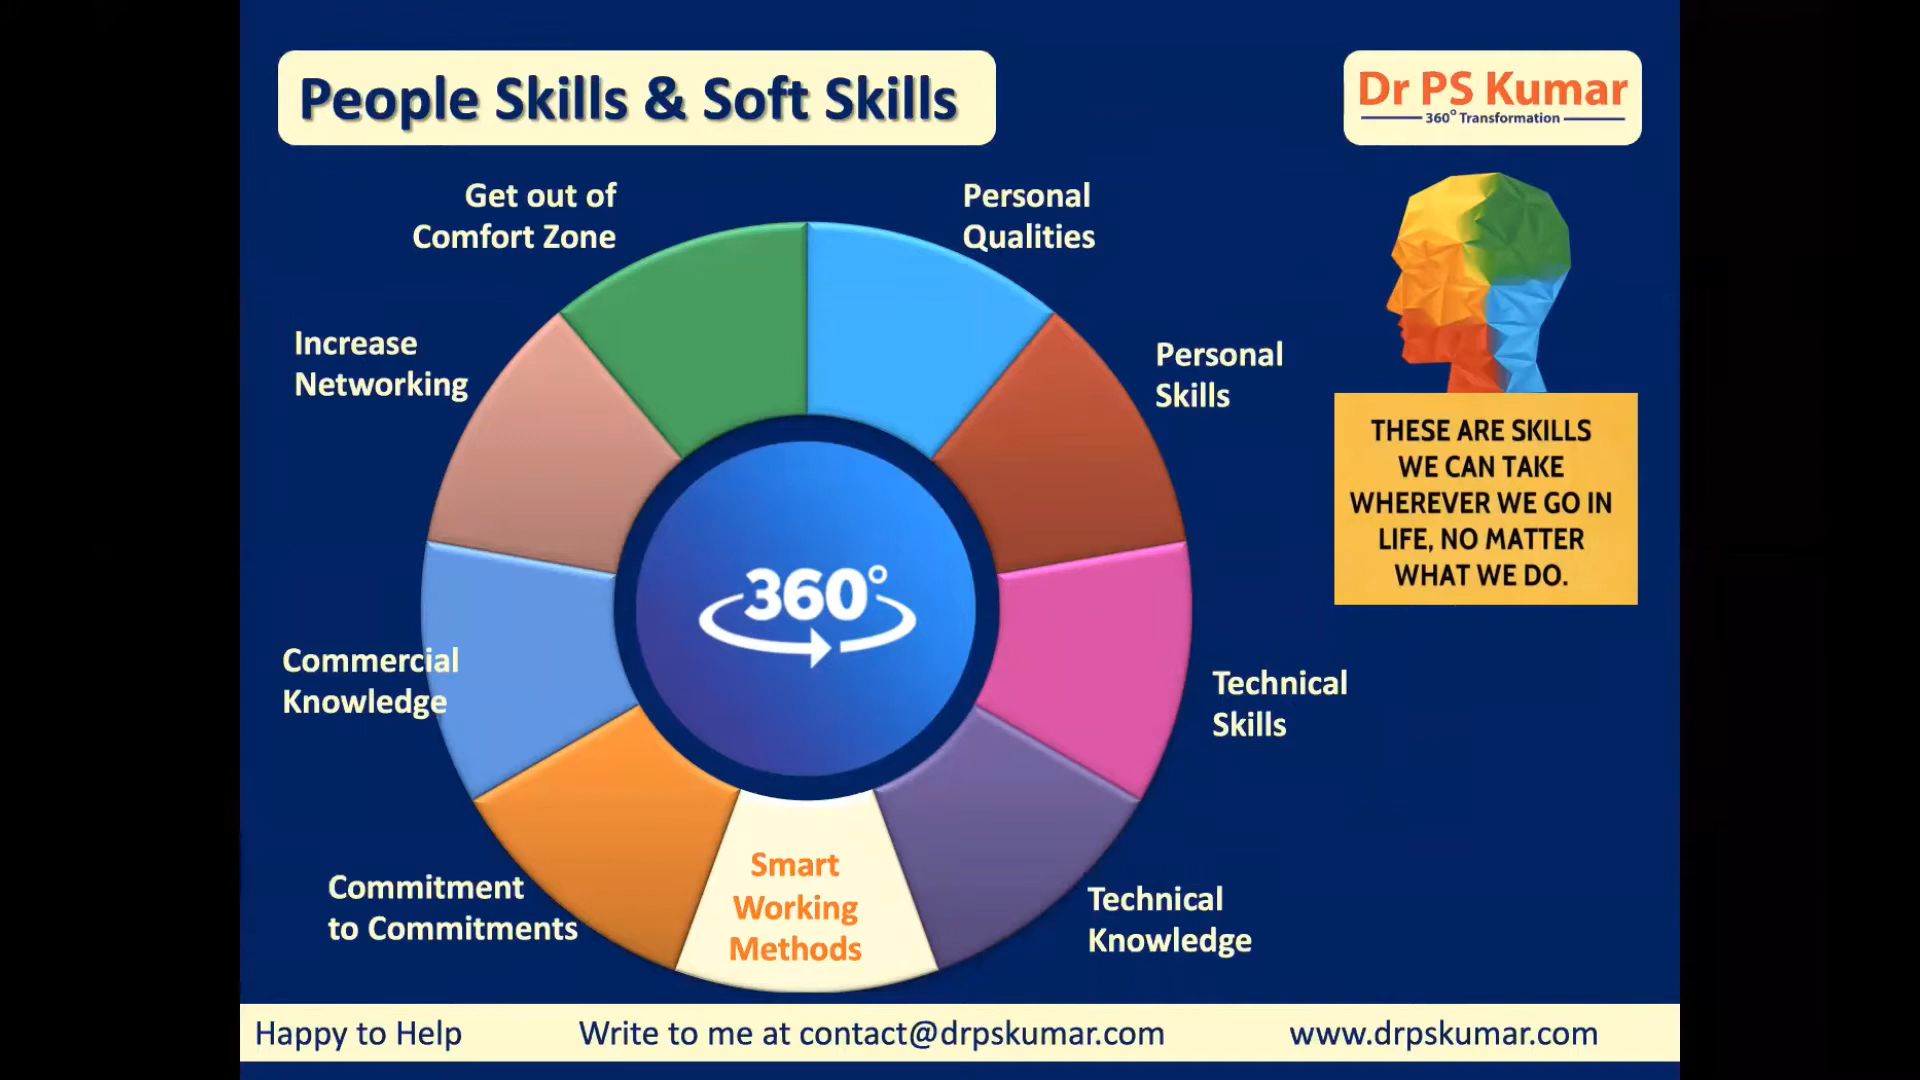 People Skills & Soft Skills
Dr PS Kumar
360° Transformation
Get out of
Comfort Zone
Personal
Qualities
Increase
Networking
Personal
Skills
THESE ARE SKILLS
WE CAN TAKE
WHEREVER WE GO IN
LIFE, NO MATTER
WHAT WE DO.
360°
Commercial
Knowledge
Technical
Skills
Commitment
to Commitments
Smart
Working
Methods
Technical
Knowledge
Happy to Help
Write to me at contact@drpskumar.com
www.drpskumar.com